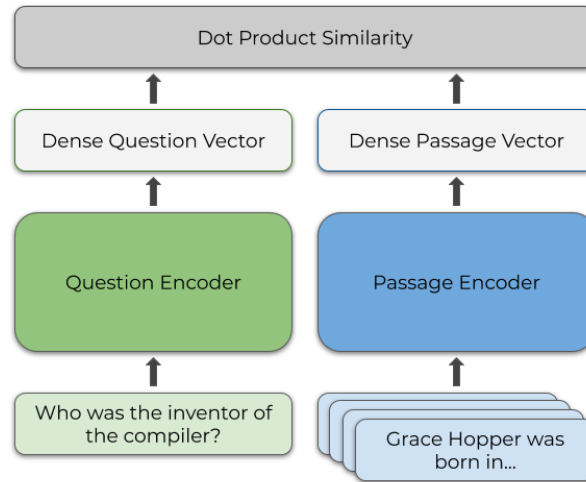 Dot Product Similarity
Dense Question Vector
Dense Passage Vector
Question Encoder
Passage Encoder
Who was the inventor of
the compiler?
Grace Hopper was
born in...